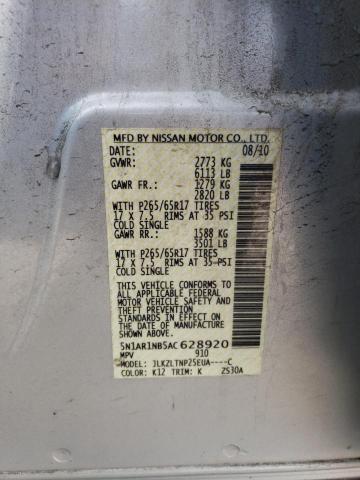 MFD BY NISSAN MOTOR CO., LTD.
DATE: 08/10
GVWR: 2773 KG
6113 LB
GAWR FR.: 1279 KG
2820 LB
WITH P265/65R17 TIRES
17 X 7.5 RIMS AT 35 PSI
COLD SINGLE
GAWR RR.: 1588 KG
3501 LB
WITH P265/65R17 TIRES
17 X 7.5 RIMS AT 35 PSI
COLD SINGLE
THIS VEHICLE CONFORMS TO ALL
APPLICABLE U.S. FEDERAL
MOTOR VEHICLE SAFETY, BUMPER,
AND THEFT PREVENTION
STANDARDS IN EFFECT ON
THE DATE OF MANUFACTURE
SHOWN ABOVE.
5N1AR1NB5AC628920
MPV 910
MODEL: JLKZLTNP25EUA----C
COLOR: K12 TRIM: K ZS30A